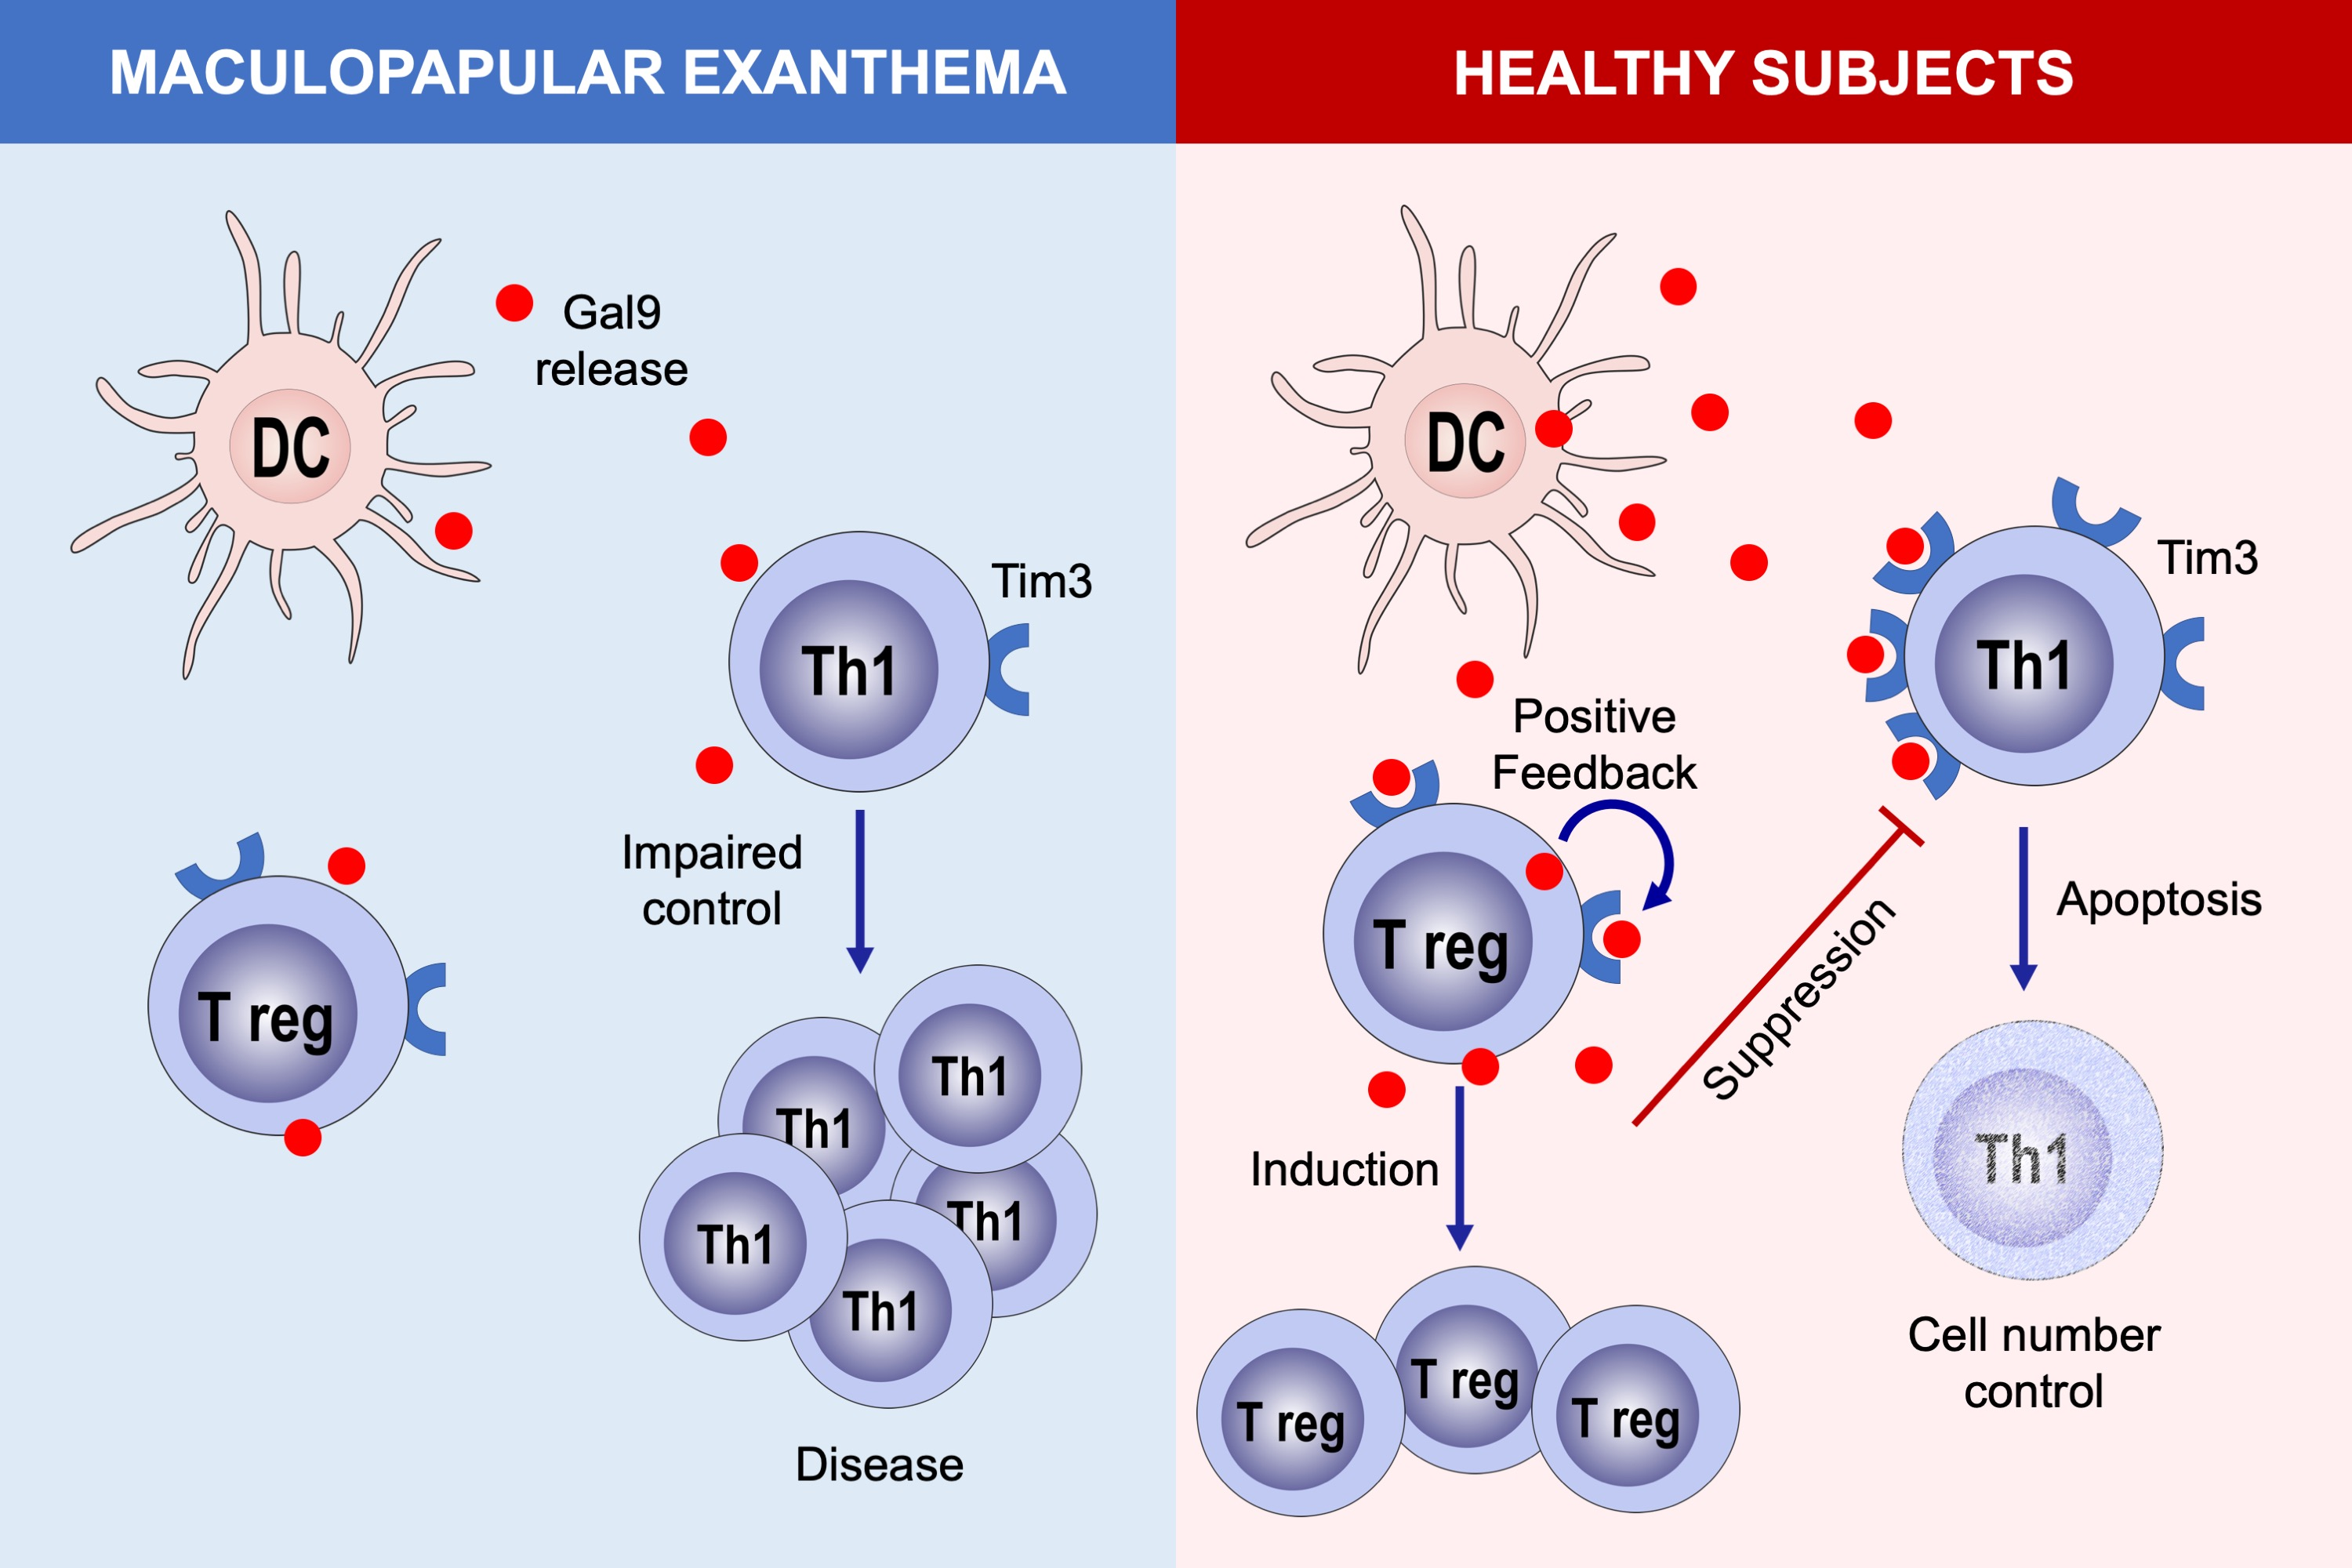 MACULOPAPULAR EXANTHEMA
Gal9
release
DC
Tim3
Th1
Impaired
control
T reg
Th1
Th1
Th1
Th1
Th1
Disease
HEALTHY SUBJECTS
DC
Tim3
Th1
Positive
Feedback
T reg
Suppression
Apoptosis
Induction
Th1
Cell number
control
T reg
T reg
T reg